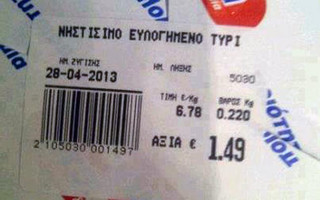 ΝΗΣΤΙΣΙΜΟ ΕΥΛΟΓΗΜΕΝΟ ΤΥΡΙ
ΗΜ. ΖΥΓΙΣΗΣ ΗΜ. ΛΗΞΗΣ
28-04-2013 5030
ΤΙΜΗ €/Kg ΒΑΡΟΣ Kg
6.78 0.220
ΑΞΙΑ € 1.49
2 105030 001497